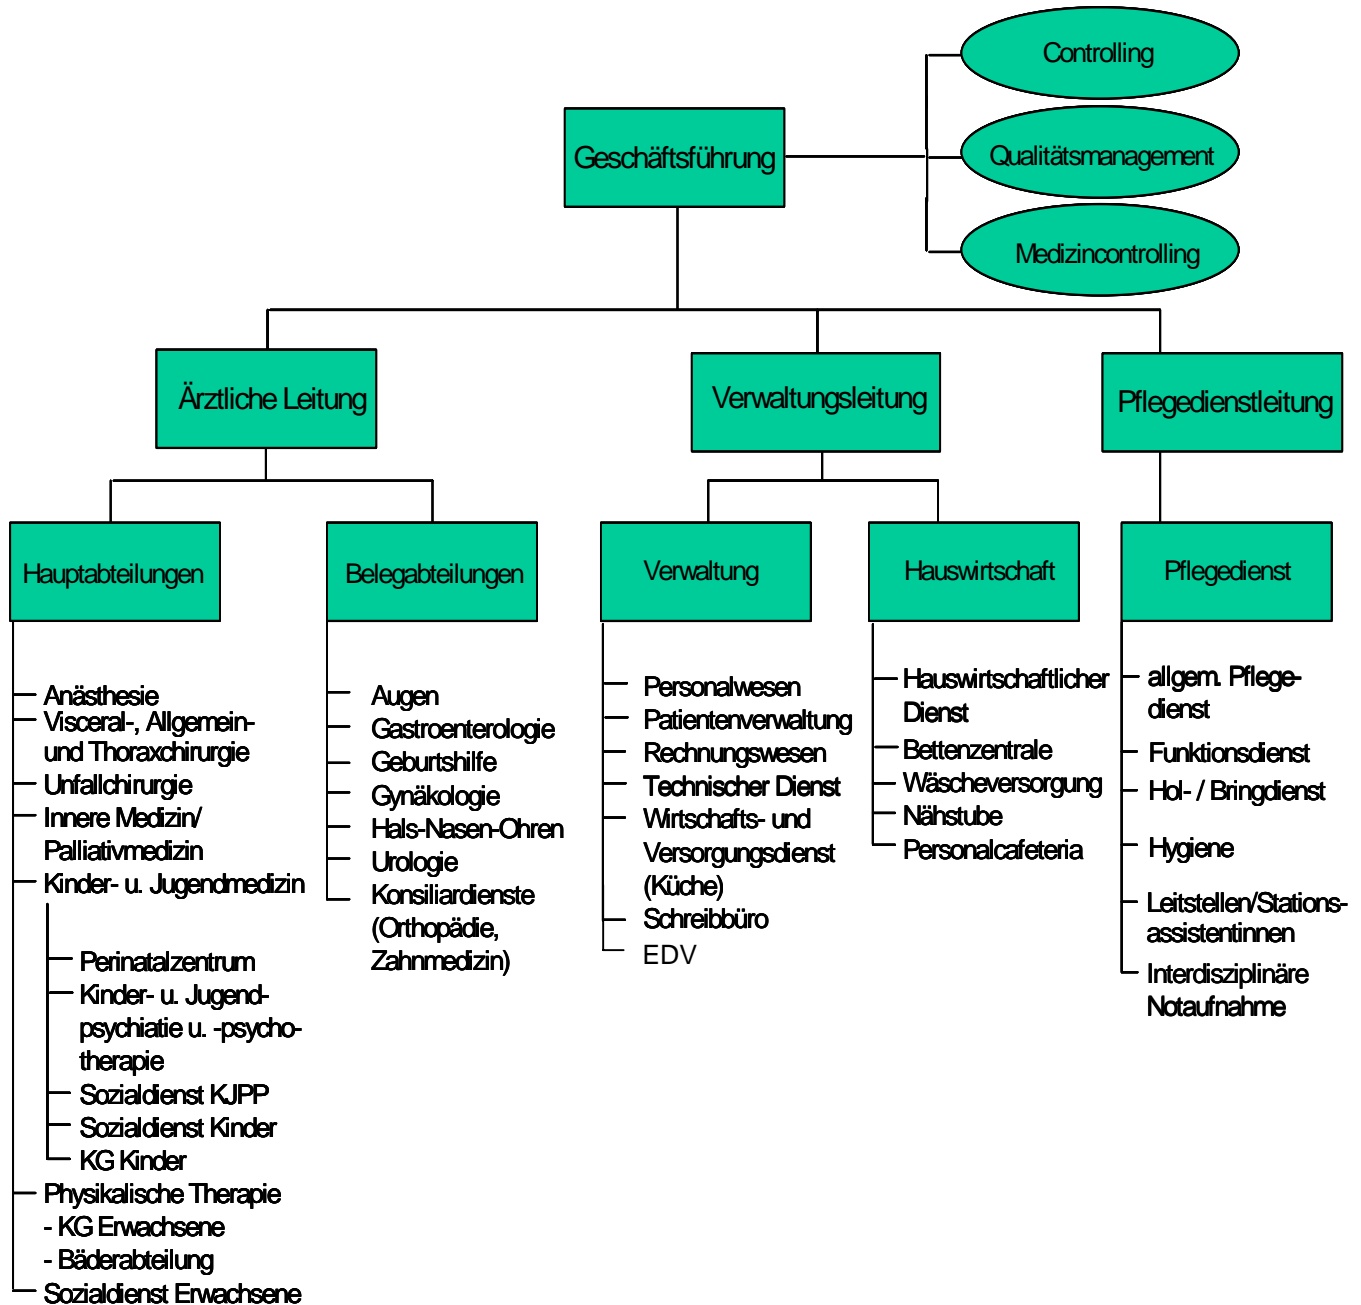 Controlling
Geschäftsführung
Qualitätsmanagement
Medizincontrolling
Ärztliche Leitung
Verwaltungsleitung
Pflegedienstleitung
Hauptabteilungen
Belegabteilungen
Verwaltung
Hauswirtschaft
Pflegedienst
Anästhesie
Visceral-, Allgemein-
und Thoraxchirurgie
Unfallchirurgie
Innere Medizin/
Palliativmedizin
Kinder- u. Jugendmedizin
Perinatalzentrum
Kinder- u. Jugend-
psychiatie u. -psycho-
therapie
Sozialdienst KJPP
Sozialdienst Kinder
KG Kinder
Physikalische Therapie
- KG Erwachsene
- Bäderabteilung
Sozialdienst Erwachsene
Augen
Gastroenterologie
Geburtshilfe
Gynäkologie
Hals-Nasen-Ohren
Urologie
Konsiliardienste
(Orthopädie,
Zahnmedizin)
Personalwesen
Patientenverwaltung
Rechnungswesen
Technischer Dienst
Wirtschafts- und
Versorgungsdienst
(Küche)
Schreibbüro
EDV
Hauswirtschaftlicher
Dienst
Bettenzentrale
Wäscheversorgung
Nähstube
Personalcafeteria
allgem. Pflege-
dienst
Funktionsdienst
Hol- / Bringdienst
Hygiene
Leitstellen/Stations-
assistentinnen
Interdisziplinäre
Notaufnahme